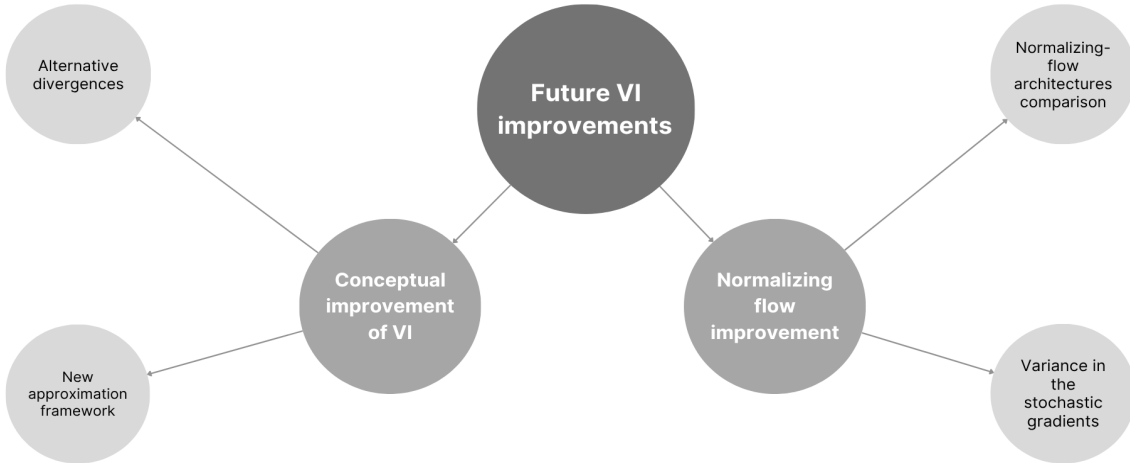 Future VI
improvements
Alternative
divergences
Normalizing-
flow
architectures
comparison
Conceptual
improvement
of VI
Normalizing
flow
improvement
New
approximation
framework
Variance in
the
stochastic
gradients